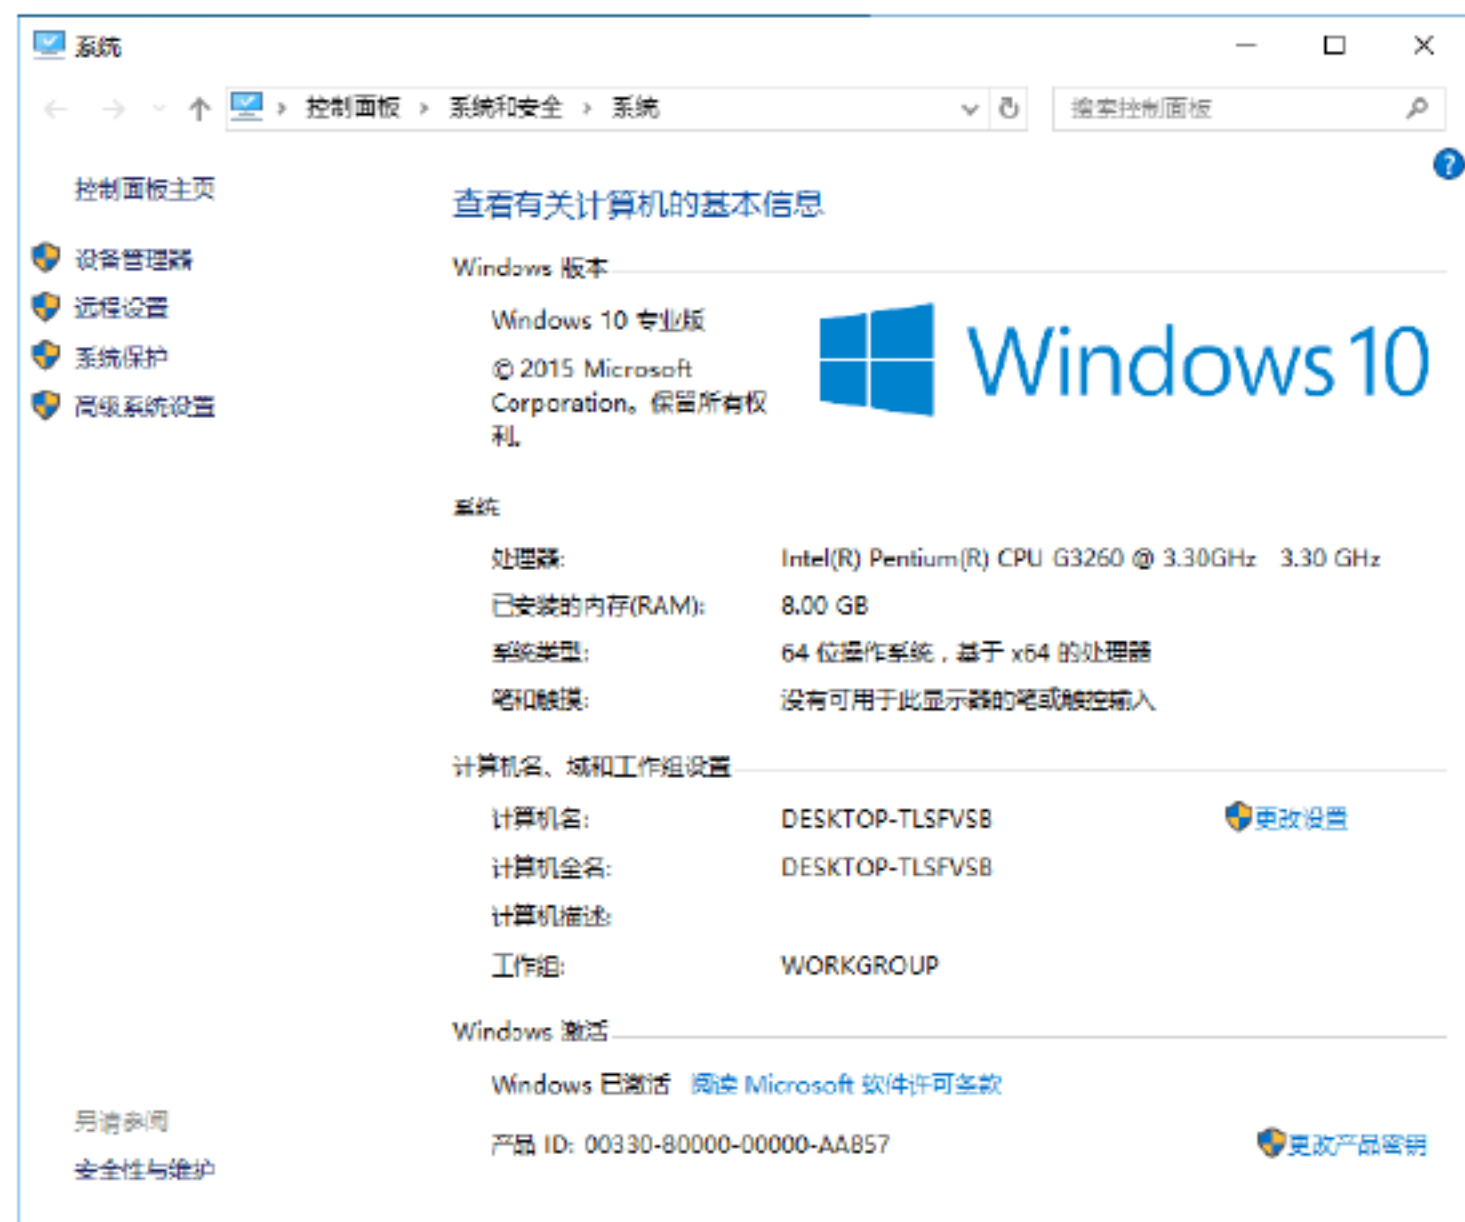 系统
控制面板 › 系统和安全 › 系统
搜索控制面板
控制面板主页
设备管理器
远程设置
系统保护
高级系统设置
查看有关计算机的基本信息
Windows 版本
Windows 10 专业版
© 2015 Microsoft
Corporation。保留所有权
利。
Windows 10
系统
处理器: Intel(R) Pentium(R) CPU G3260 @ 3.30GHz 3.30 GHz
已安装的内存(RAM): 8.00 GB
系统类型: 64 位操作系统，基于 x64 的处理器
笔和触摸: 没有可用于此显示器的笔或触控输入
计算机名、域和工作组设置
计算机名: DESKTOP-TLSFVSB 更改设置
计算机全名: DESKTOP-TLSFVSB
计算机描述:
工作组: WORKGROUP
Windows 激活
Windows 已激活 阅读 Microsoft 软件许可条款
产品 ID: 00330-80000-00000-AA857 更改产品密钥
另请参阅
安全性与维护